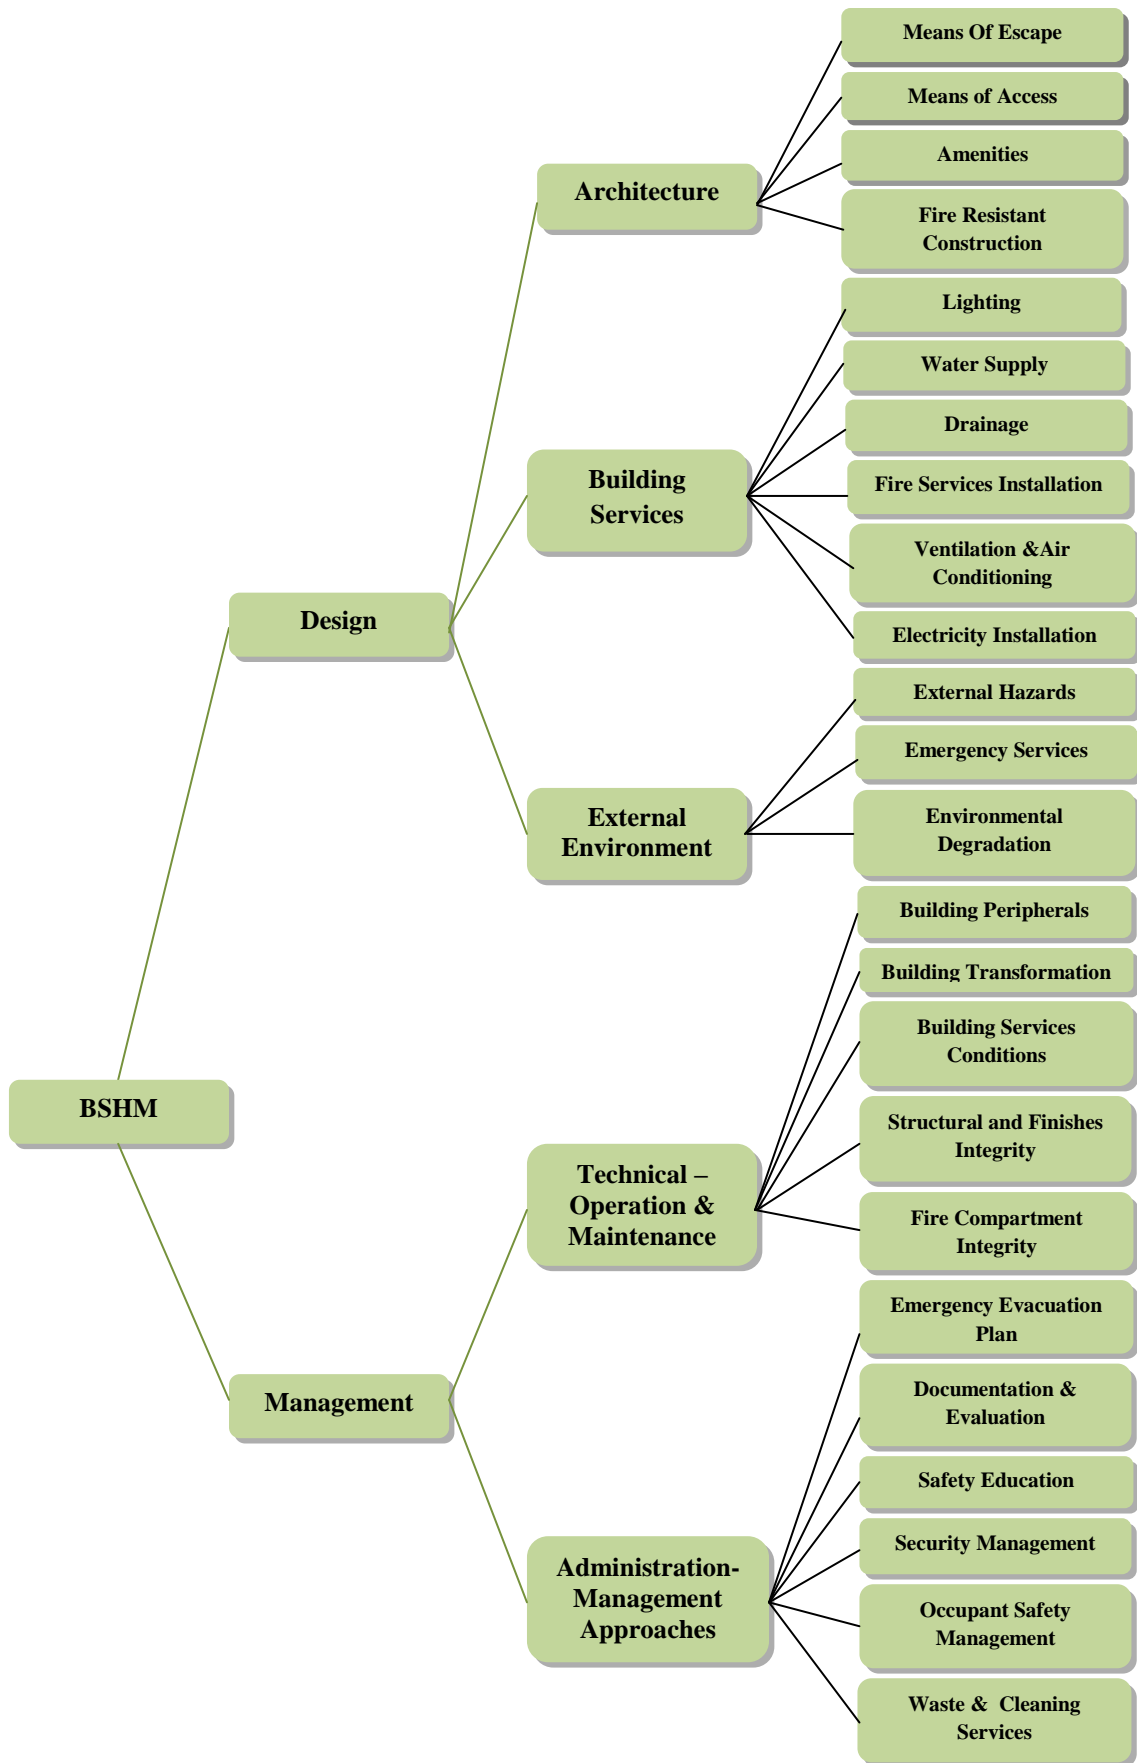 Means Of Escape
Means of Access
Amenities
Architecture
Fire Resistant
Construction
Lighting
Water Supply
Drainage
Building
Services
Fire Services Installation
Ventilation &Air
Conditioning
Electricity Installation
Design
External Hazards
Emergency Services
External
Environment
Environmental
Degradation
Building Peripherals
Building Transformation
Building Services
Conditions
BSHM
Structural and Finishes
Integrity
Technical –
Operation &
Maintenance
Fire Compartment
Integrity
Emergency Evacuation
Plan
Management
Documentation &
Evaluation
Safety Education
Security Management
Administration-
Management
Approaches
Occupant Safety
Management
Waste &  Cleaning
Services